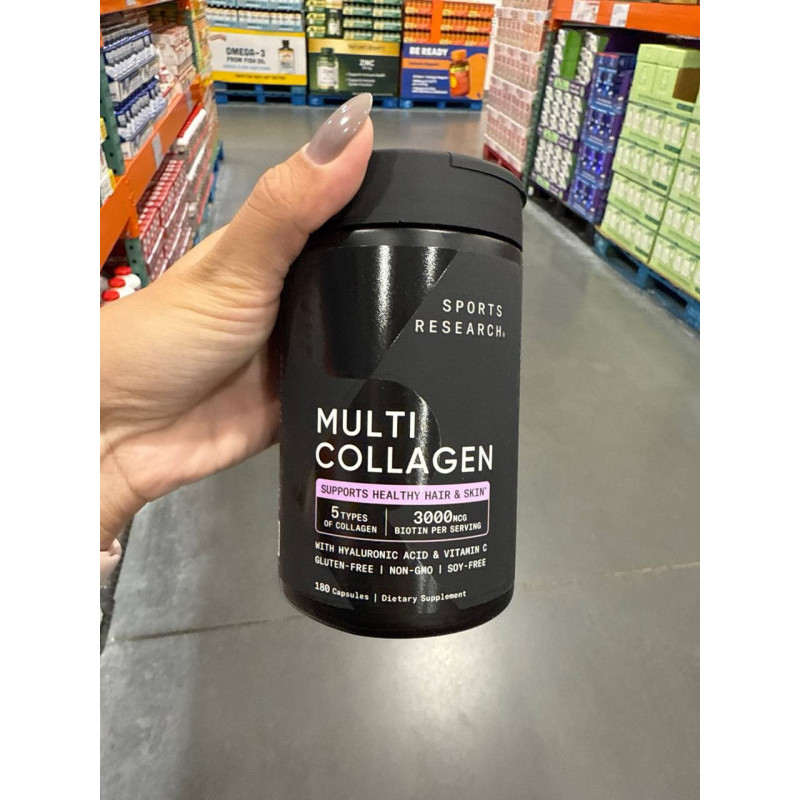 OMEGA-3
FROM FISH OIL
ZINC
BE READY
SPORTS
RESEARCH®
MULTI
COLLAGEN
SUPPORTS HEALTHY HAIR & SKIN*
5 TYPES
OF COLLAGEN
3000MCG
BIOTIN PER SERVING
WITH HYALURONIC ACID & VITAMIN C
GLUTEN-FREE | NON-GMO | SOY-FREE
180 Capsules | Dietary Supplement